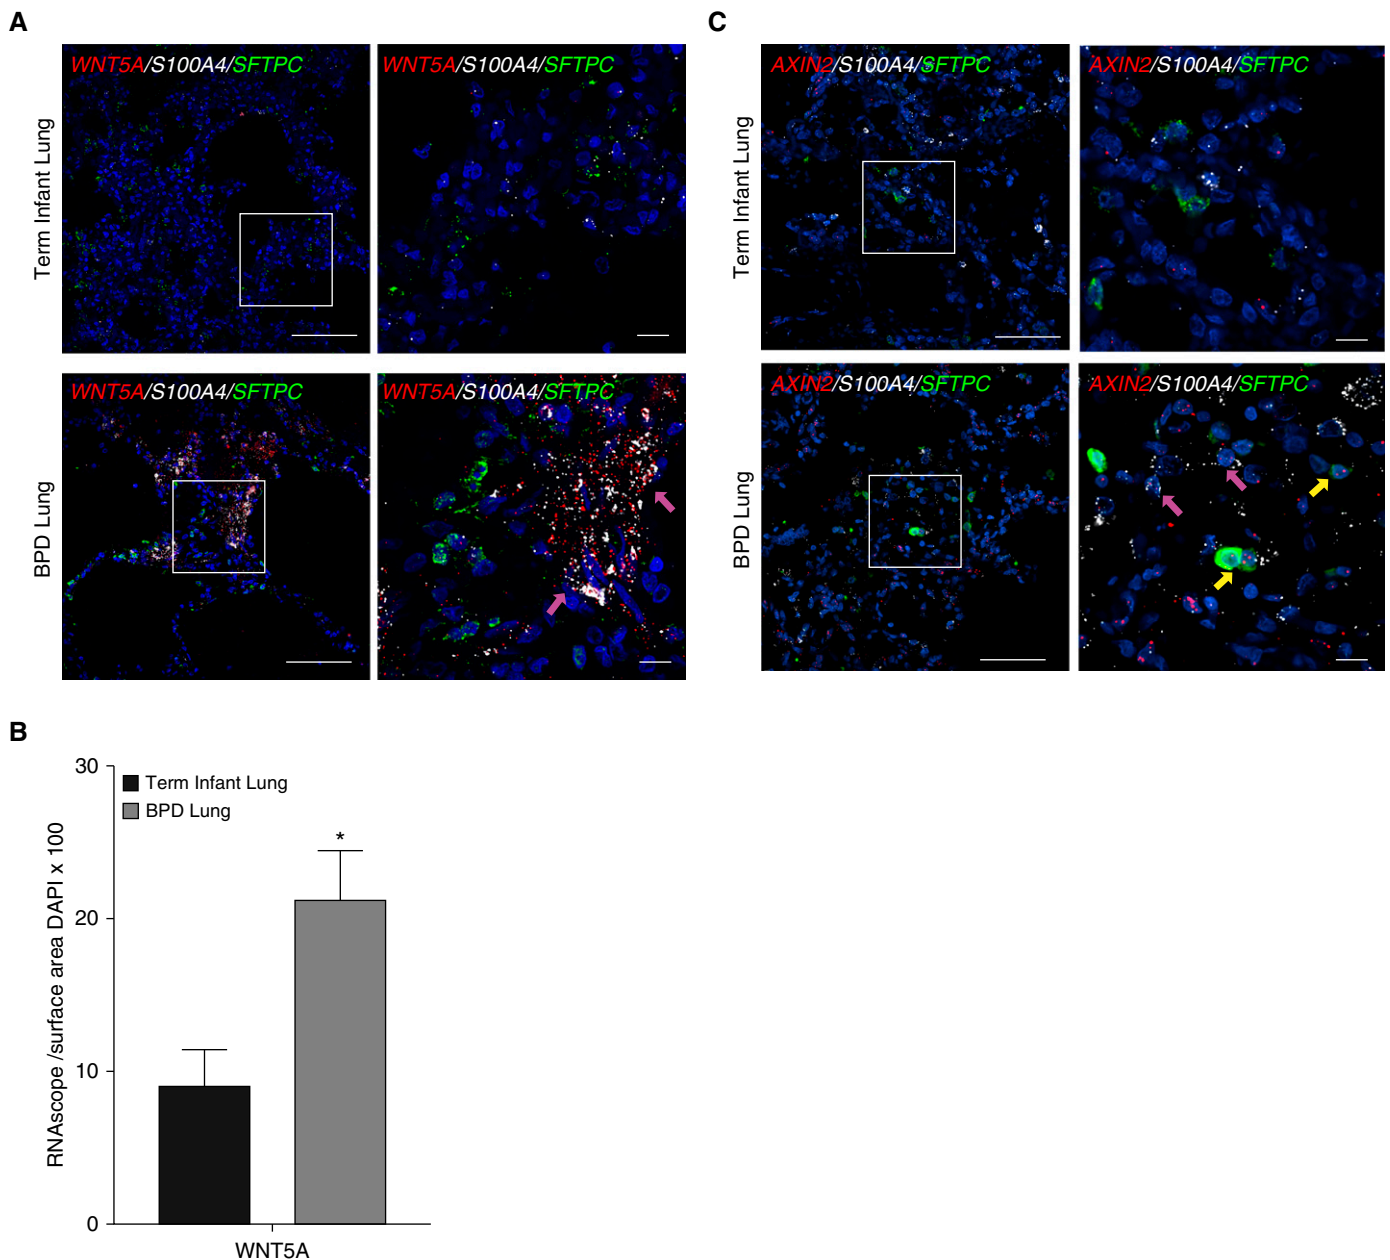 A
WNT5A/S100A4/SFTPC
WNT5A/S100A4/SFTPC
Term Infant Lung
WNT5A/S100A4/SFTPC
WNT5A/S100A4/SFTPC
BPD Lung
C
AXIN2/S100A4/SFTPC
AXIN2/S100A4/SFTPC
Term Infant Lung
AXIN2/S100A4/SFTPC
AXIN2/S100A4/SFTPC
BPD Lung
B
30
20
10
0
RNAscope /surface area DAPI x 100
Term Infant Lung
BPD Lung
*
WNT5A